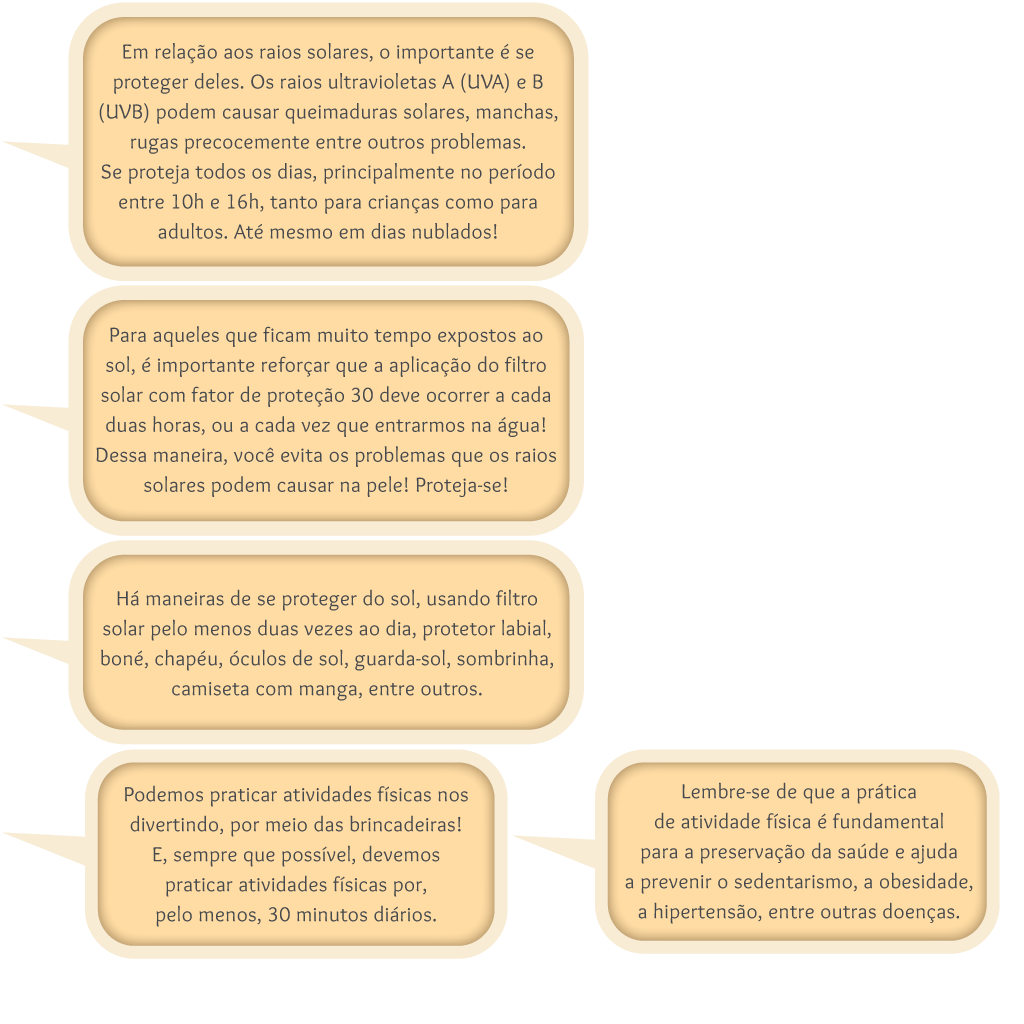 Em relação aos raios solares, o importante é se
proteger deles. Os raios ultravioletas A (UVA) e B
(UVB) podem causar queimaduras solares, manchas,
rugas precocemente entre outros problemas.
Se proteja todos os dias, principalmente no período
entre 10h e 16h, tanto para crianças como para
adultos. Até mesmo em dias nublados!
Para aqueles que ficam muito tempo expostos ao
sol, é importante reforçar que a aplicação do filtro
solar com fator de proteção 30 deve ocorrer a cada
duas horas, ou a cada vez que entrarmos na água!
Dessa maneira, você evita os problemas que os raios
solares podem causar na pele! Proteja-se!
Há maneiras de se proteger do sol, usando filtro
solar pelo menos duas vezes ao dia, protetor labial,
boné, chapéu, óculos de sol, guarda-sol, sombrinha,
camiseta com manga, entre outros.
Podemos praticar atividades físicas nos
divertindo, por meio das brincadeiras!
E, sempre que possível, devemos
praticar atividades físicas por,
pelo menos, 30 minutos diários.
Lembre-se de que a prática
de atividade física é fundamental
para a preservação da saúde e ajuda
a prevenir o sedentarismo, a obesidade,
a hipertensão, entre outras doenças.